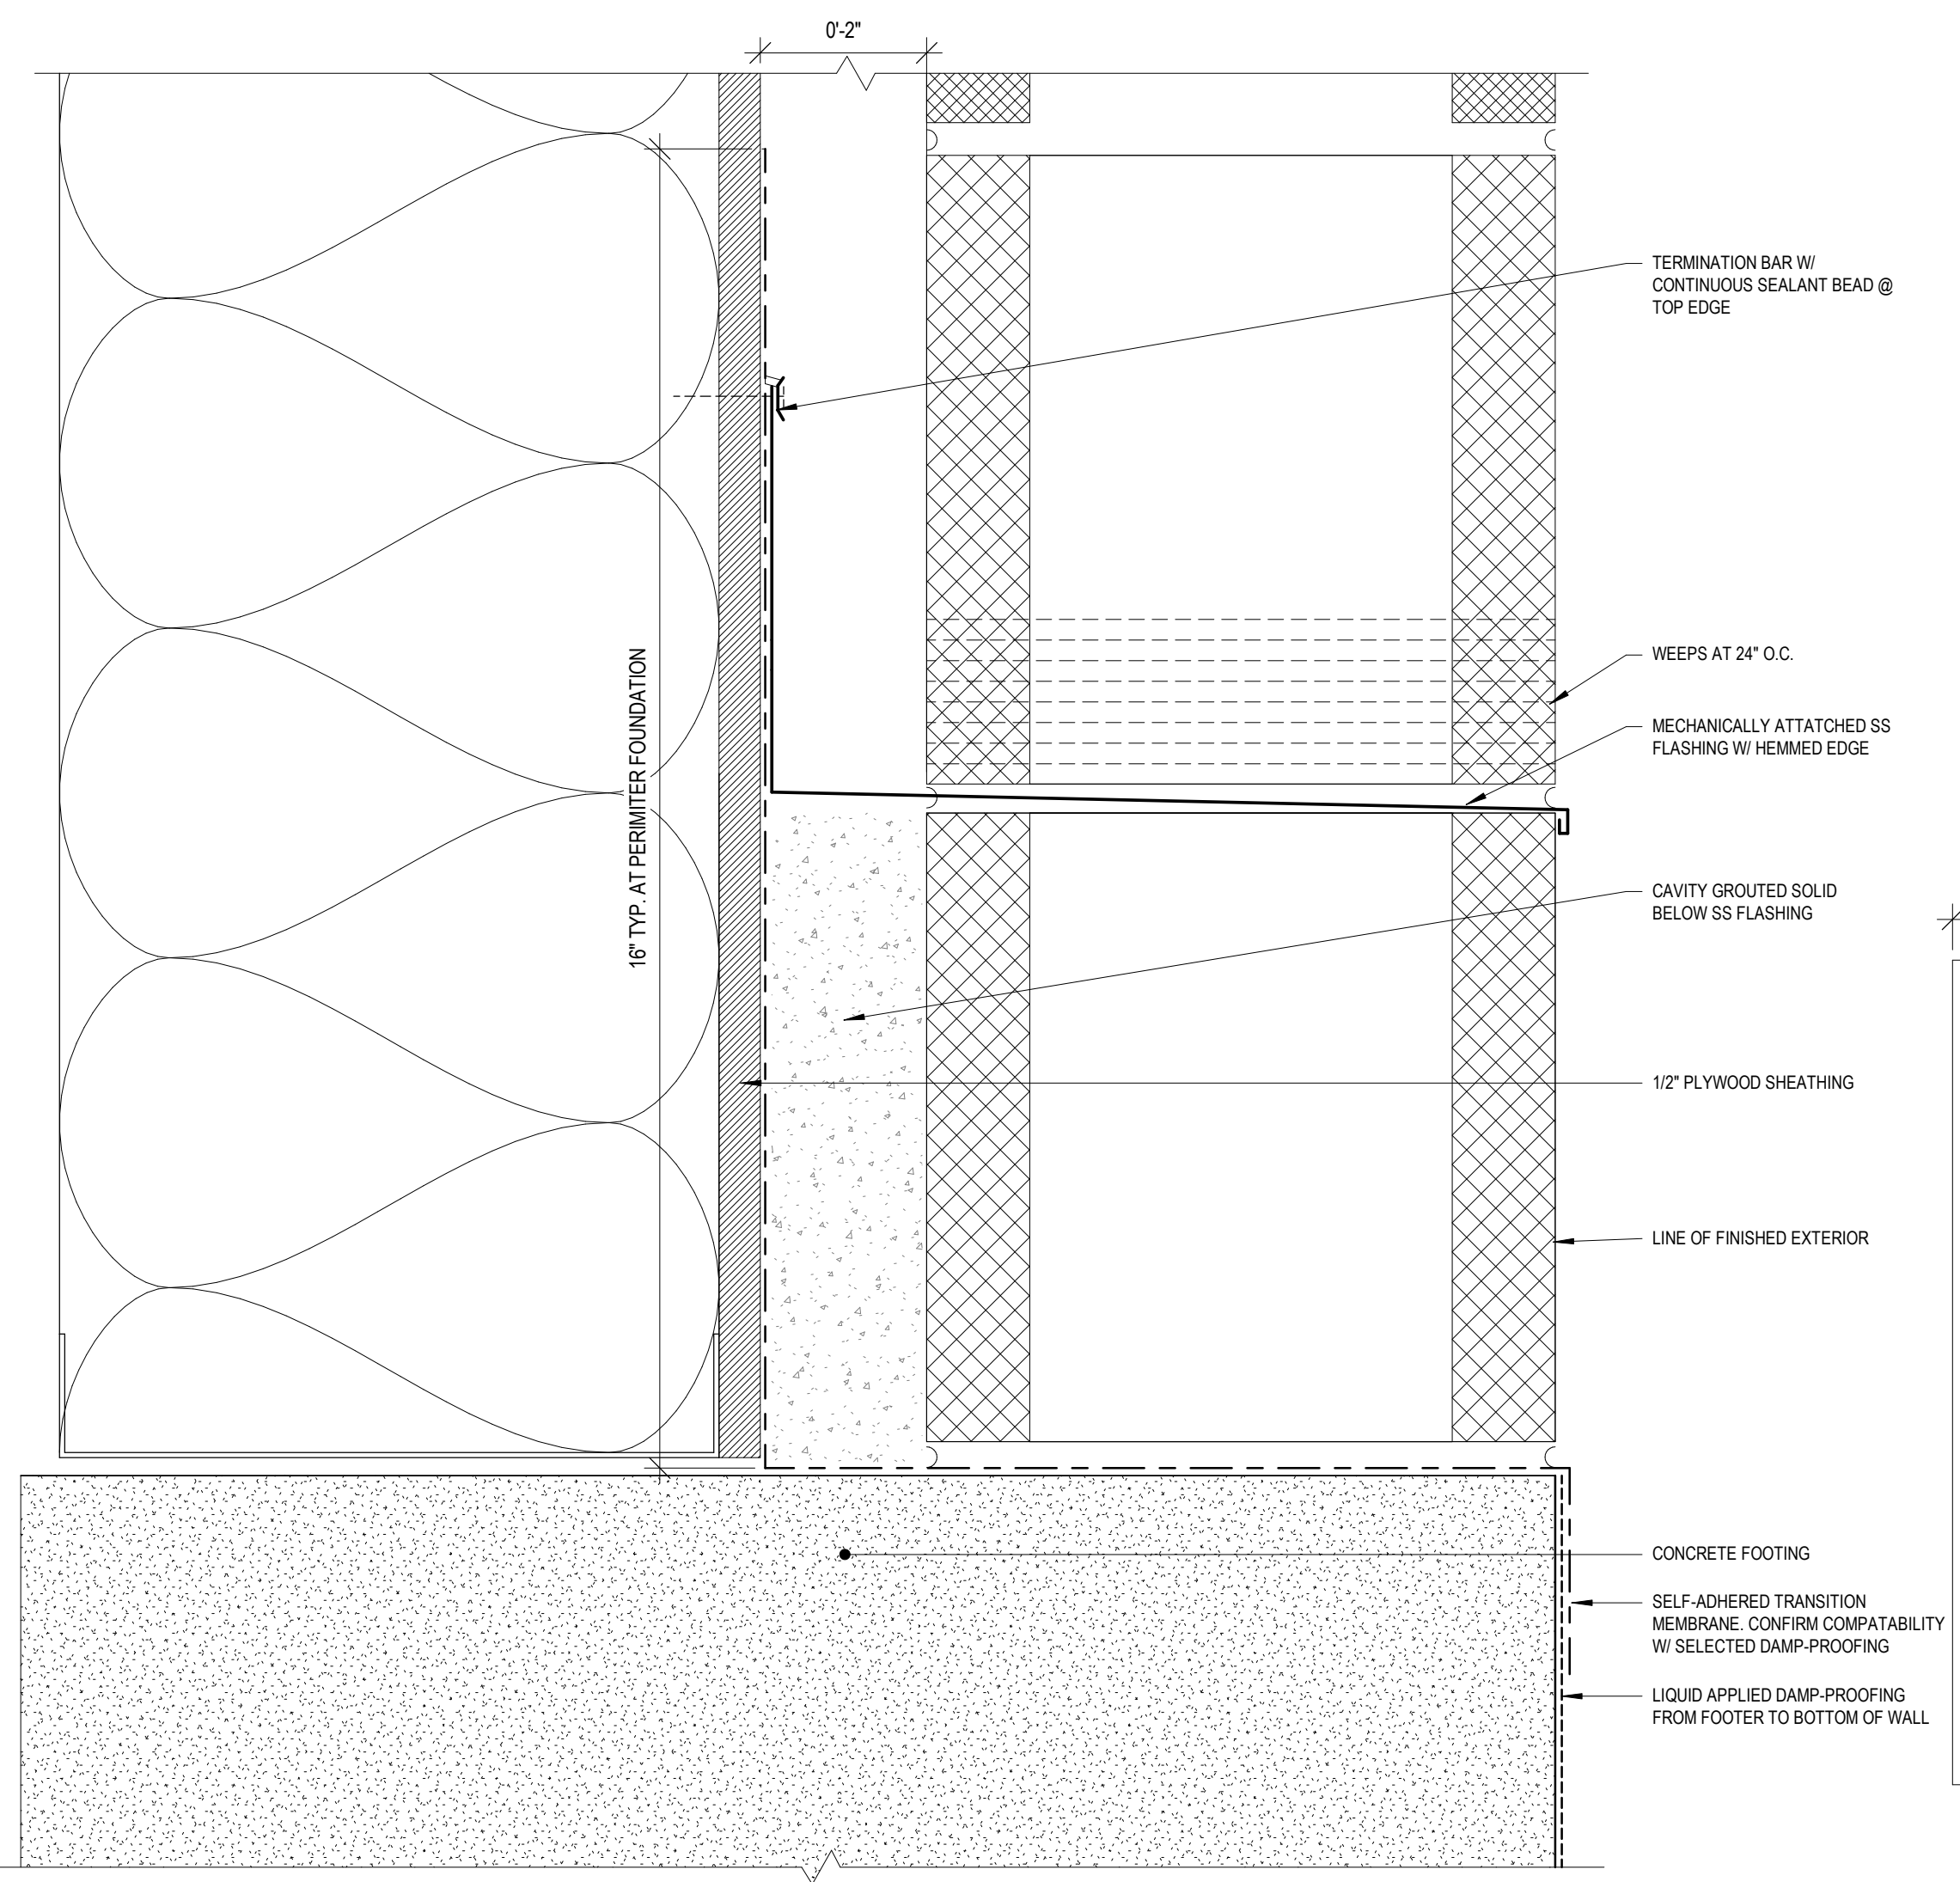 0'-2"
TERMINATION BAR W/
CONTINUOUS SEALANT BEAD @
TOP EDGE
16" TYP. AT PERIMITER FOUNDATION
WEEPS AT 24" O.C.
MECHANICALLY ATTATCHED SS
FLASHING W/ HEMMED EDGE
CAVITY GROUTED SOLID
BELOW SS FLASHING
1/2" PLYWOOD SHEATHING
LINE OF FINISHED EXTERIOR
CONCRETE FOOTING
SELF-ADHERED TRANSITION
MEMBRANE. CONFIRM COMPATABILITY
W/ SELECTED DAMP-PROOFING
LIQUID APPLIED DAMP-PROOFING
FROM FOOTER TO BOTTOM OF WALL